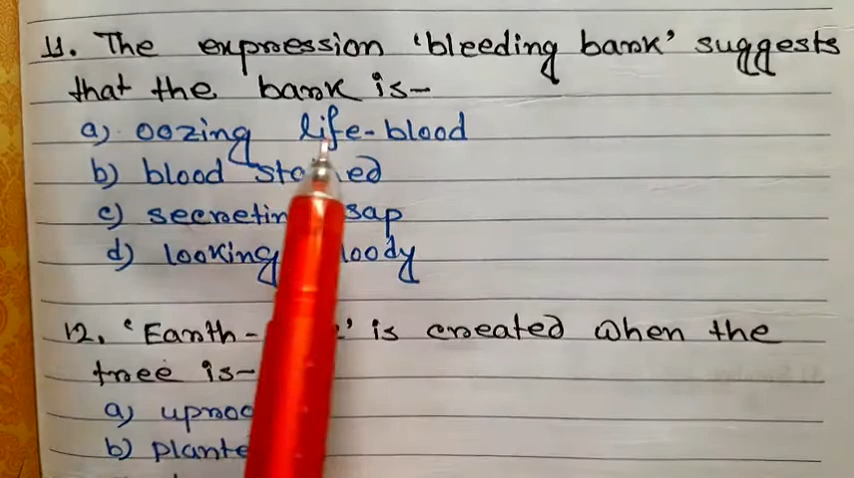 11. The expression 'bleeding bark' suggests
that the bark is-
a) oozing life-blood
b) blood
c) sap
d) looking
12. 'Earth- is created when the
tree is-
a)
b)